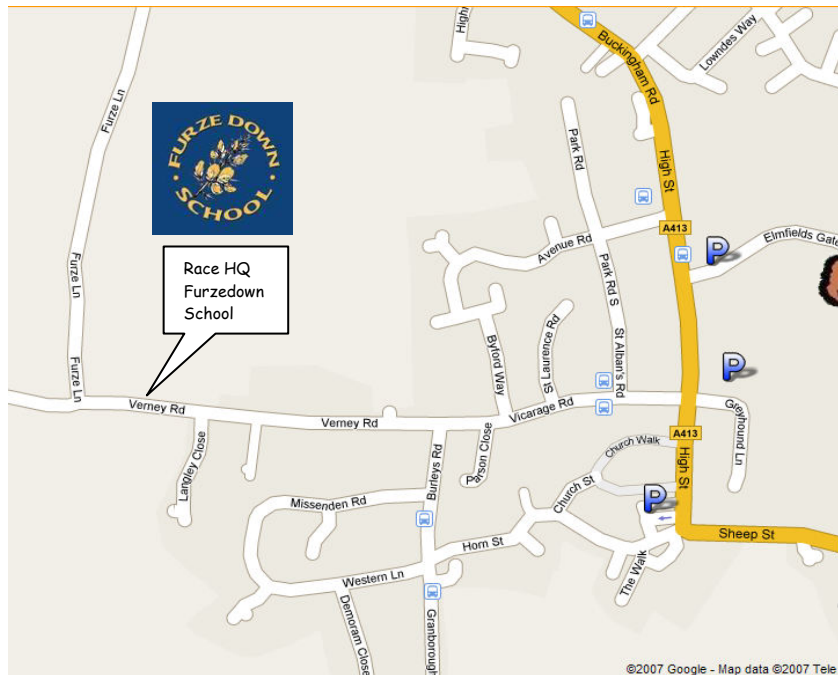 Buckingham Rd
Lowndes Way
High
Furze Ln
FURZE DOWN
SCHOOL
Park Rd
High St
A413
P
Elmfields Gate
Avenue Rd
Race HQ
Furzedown
School
Furze Ln
Park Rd S
St Laurence Rd
Byford Way
St Alban's Rd
P
Furze Ln
Verney Rd
Verney Rd
Vicarage Rd
Greyhound Ln
A413
Church Walk
High St
Langley Close
Burleys Rd
Parson Close
Church St
P
Missenden Rd
Horn St
Sheep St
Western Ln
The Walk
Demoram Close
Granborough
©2007 Google - Map data ©2007 Tele